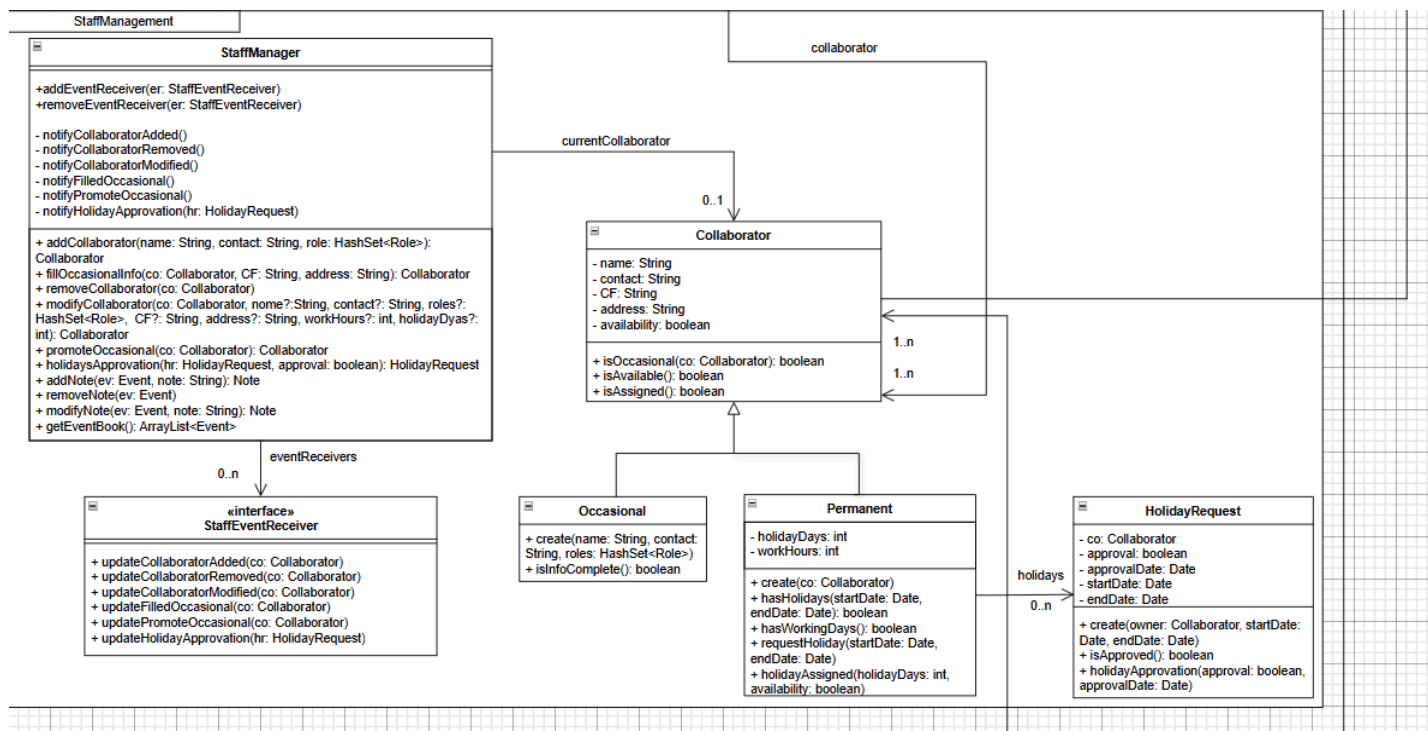 StaffManagement
StaffManager
+addEventReceiver(er: StaffEventReceiver)
+removeEventReceiver(er: StaffEventReceiver)
- notifyCollaboratorAdded()
- notifyCollaboratorRemoved()
- notifyCollaboratorModified()
- notifyFilledOccasional()
- notifyPromoteOccasional()
- notifyHolidayApprovation(hr: HolidayRequest)
+ addCollaborator(name: String, contact: String, role: HashSet<Role>):
Collaborator
+ fillOccasionalInfo(co: Collaborator, CF: String, address: String): Collaborator
+ removeCollaborator(co: Collaborator)
+ modifyCollaborator(co: Collaborator, nome?:String, contact?: String, roles?:
HashSet<Role>, CF?: String, address?: String, workHours?: int, holidayDyas?:
int): Collaborator
+ promoteOccasional(co: Collaborator): Collaborator
+ holidaysApprovation(hr: HolidayRequest, approval: boolean): HolidayRequest
+ addNote(ev: Event, note: String): Note
+ removeNote(ev: Event)
+ modifyNote(ev: Event, note: String): Note
+ getEventBook(): ArrayList<Event>
eventReceivers
0..n
«interface»
StaffEventReceiver
+ updateCollaboratorAdded(co: Collaborator)
+ updateCollaboratorRemoved(co: Collaborator)
+ updateCollaboratorModified(co: Collaborator)
+ updateFilledOccasional(co: Collaborator)
+ updatePromoteOccasional(co: Collaborator)
+ updateHolidayApprovation(hr: HolidayRequest)
collaborator
currentCollaborator
0..1
Collaborator
- name: String
- contact: String
- CF: String
- address: String
- availability: boolean
+ isOccasional(co: Collaborator): boolean
+ isAvailable(): boolean
+ isAssigned(): boolean
1..n
1..n
Occasional
+ create(name: String, contact:
String, roles: HashSet<Role>)
+ isInfoComplete(): boolean
Permanent
- holidayDays: int
- workHours: int
+ create(co: Collaborator)
+ hasHolidays(startDate: Date,
endDate: Date): boolean
+ hasWorkingDays(): boolean
+ requestHoliday(startDate: Date,
endDate: Date)
+ holidayAssigned(holidayDays: int,
availability: boolean)
holidays
0..n
HolidayRequest
- co: Collaborator
- approval: boolean
- approvalDate: Date
- startDate: Date
- endDate: Date
+ create(owner: Collaborator, startDate:
Date, endDate: Date)
+ isApproved(): boolean
+ holidayApprovation(approval: boolean,
approvalDate: Date)